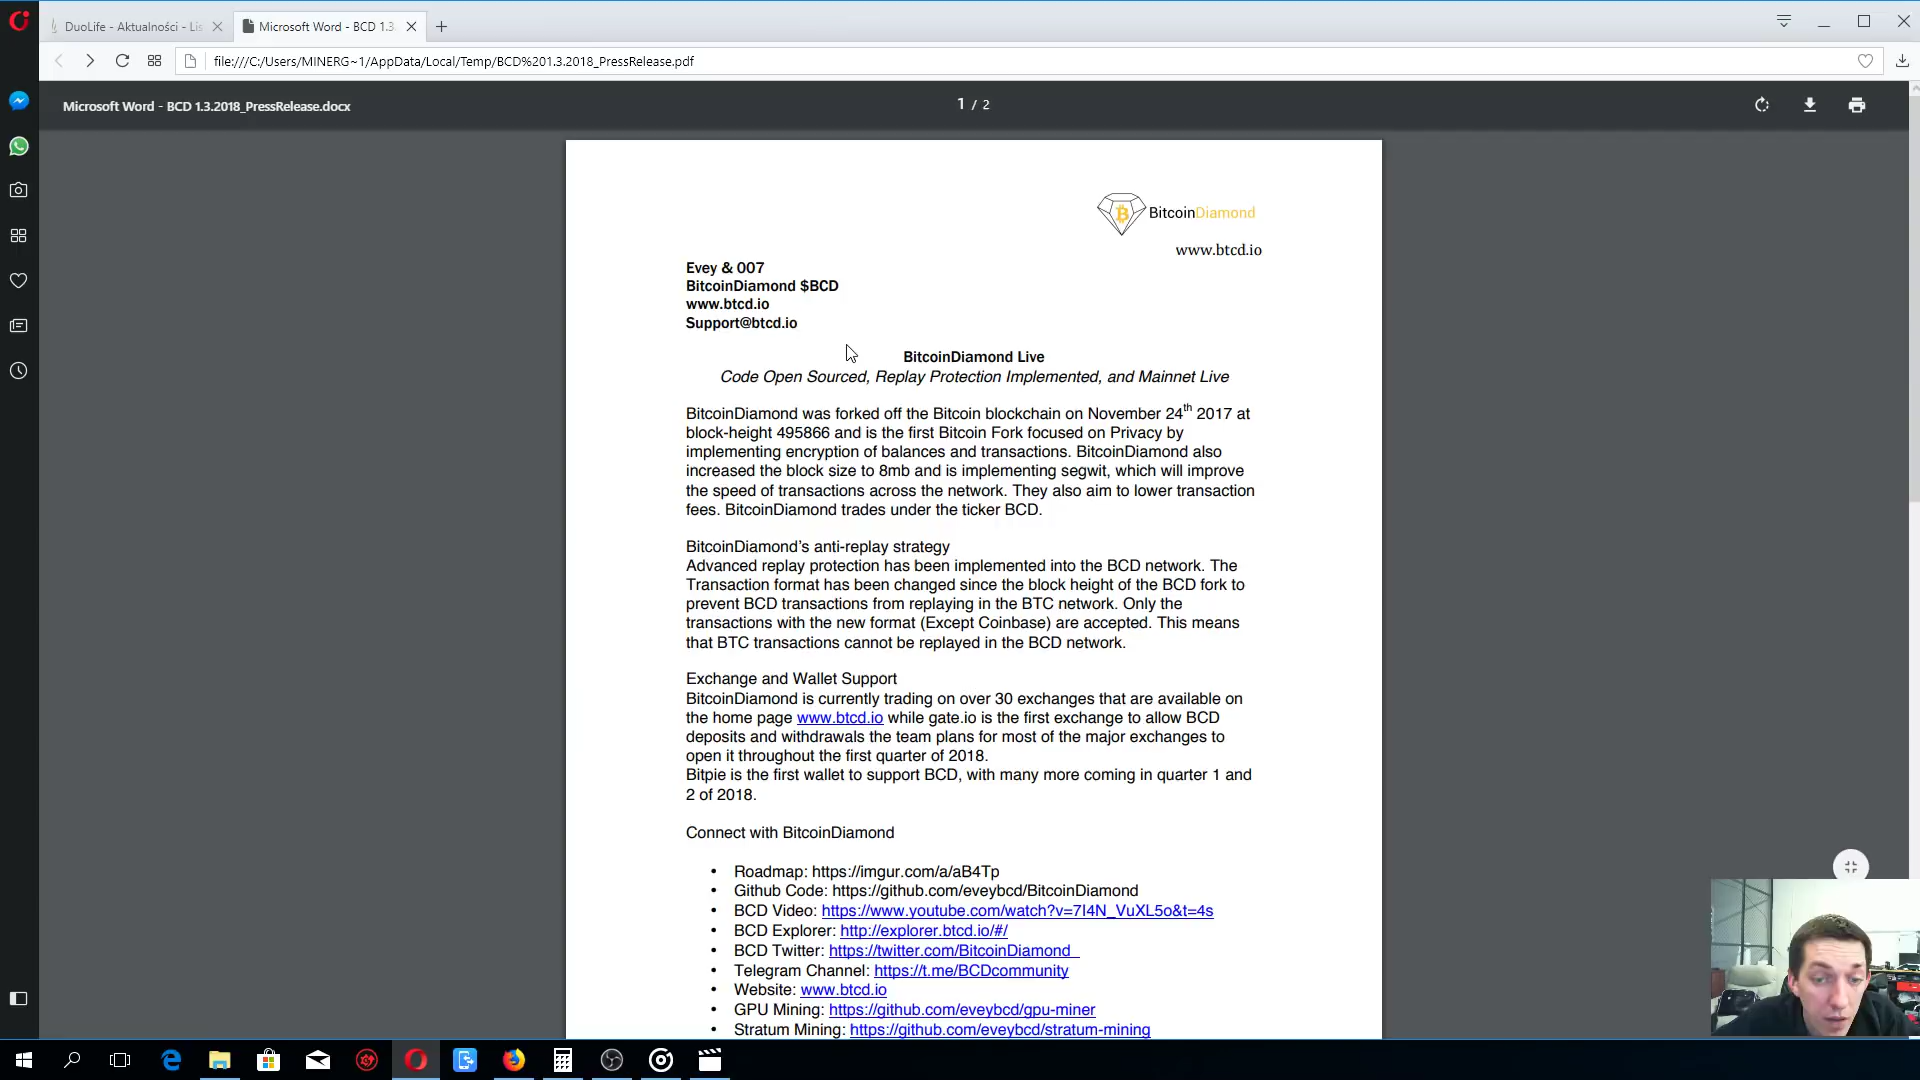 DuoLife - Aktualności - Lis
Microsoft Word - BCD 1.3
file:///C:/Users/MINERG~1/AppData/Local/Temp/BCD%201.3.2018_PressRelease.pdf
Microsoft Word - BCD 1.3.2018_PressRelease.docx
1 / 2
BitcoinDiamond
www.btcd.io
Evey & 007
BitcoinDiamond $BCD
www.btcd.io
Support@btcd.io
BitcoinDiamond Live
Code Open Sourced, Replay Protection Implemented, and Mainnet Live
BitcoinDiamond was forked off the Bitcoin blockchain on November 24th 2017 at
block-height 495866 and is the first Bitcoin Fork focused on Privacy by
implementing encryption of balances and transactions. BitcoinDiamond also
increased the block size to 8mb and is implementing segwit, which will improve
the speed of transactions across the network. They also aim to lower transaction
fees. BitcoinDiamond trades under the ticker BCD.
BitcoinDiamond's anti-replay strategy
Advanced replay protection has been implemented into the BCD network. The
Transaction format has been changed since the block height of the BCD fork to
prevent BCD transactions from replaying in the BTC network. Only the
transactions with the new format (Except Coinbase) are accepted. This means
that BTC transactions cannot be replayed in the BCD network.
Exchange and Wallet Support
BitcoinDiamond is currently trading on over 30 exchanges that are available on
the home page www.btcd.io while gate.io is the first exchange to allow BCD
deposits and withdrawals the team plans for most of the major exchanges to
open it throughout the first quarter of 2018.
Bitpie is the first wallet to support BCD, with many more coming in quarter 1 and
2 of 2018.
Connect with BitcoinDiamond
• Roadmap: https://imgur.com/a/aB4Tp
• Github Code: https://github.com/eveybcd/BitcoinDiamond
• BCD Video: https://www.youtube.com/watch?v=7I4N_VuXL5o&t=4s
• BCD Explorer: http://explorer.btcd.io/#/
• BCD Twitter: https://twitter.com/BitcoinDiamond_
• Telegram Channel: https://t.me/BCDcommunity
• Website: www.btcd.io
• GPU Mining: https://github.com/eveybcd/gpu-miner
• Stratum Mining: https://github.com/eveybcd/stratum-mining